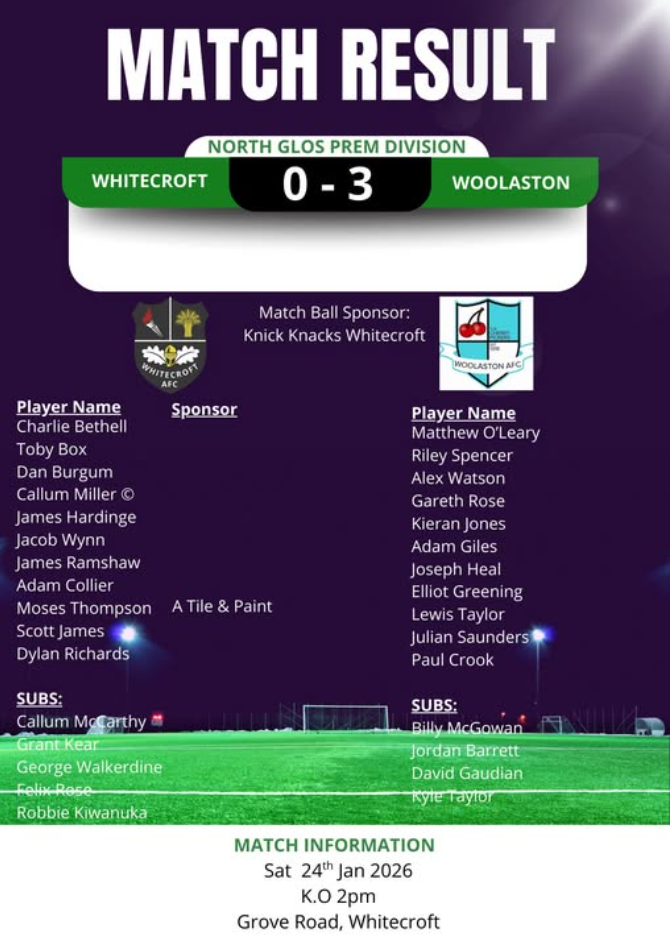 MATCH RESULT
NORTH GLOS PREM DIVISION
WHITECROFT 0 - 3 WOOLASTON
Match Ball Sponsor:
Knick Knacks Whitecroft
WHITECROFT
AFC
WOOLASTON AFC
Player Name Sponsor
Charlie Bethell
Toby Box
Dan Burgum
Callum Miller ©
James Hardinge
Jacob Wynn
James Ramshaw
Adam Collier
Moses Thompson A Tile & Paint
Scott James
Dylan Richards
SUBS:
Callum McCarthy
Grant Kear
George Walkerdine
Felix Rose
Robbie Kiwanuka
Player Name
Matthew O'Leary
Riley Spencer
Alex Watson
Gareth Rose
Kieran Jones
Adam Giles
Joseph Heal
Elliot Greening
Lewis Taylor
Julian Saunders
Paul Crook
SUBS:
Billy McGowan
Jordan Barrett
David Gaudian
Kyle Taylor
MATCH INFORMATION
Sat 24th Jan 2026
K.O 2pm
Grove Road, Whitecroft